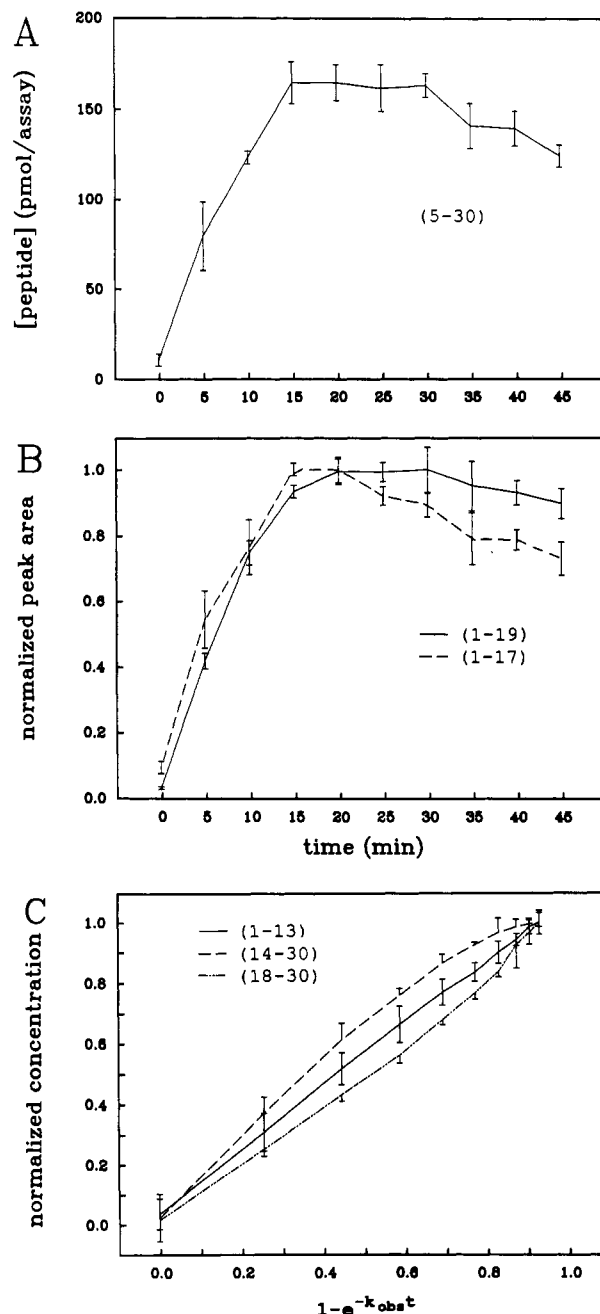 A
[peptide] (pmol/assay)
200
150
100
50
0
(5-30)
0 5 10 15 20 25 30 35 40 45
B
normalized peak area
1.0
0.8
0.6
0.4
0.2
0.0
(1-19)
(1-17)
0 5 10 15 20 25 30 35 40 45
time (min)
C
normalized concentration
1.0
0.8
0.6
0.4
0.2
0.0
(1-13)
(14-30)
(18-30)
0.0 0.2 0.4 0.6 0.8 1.0
1-e^-k_obs t